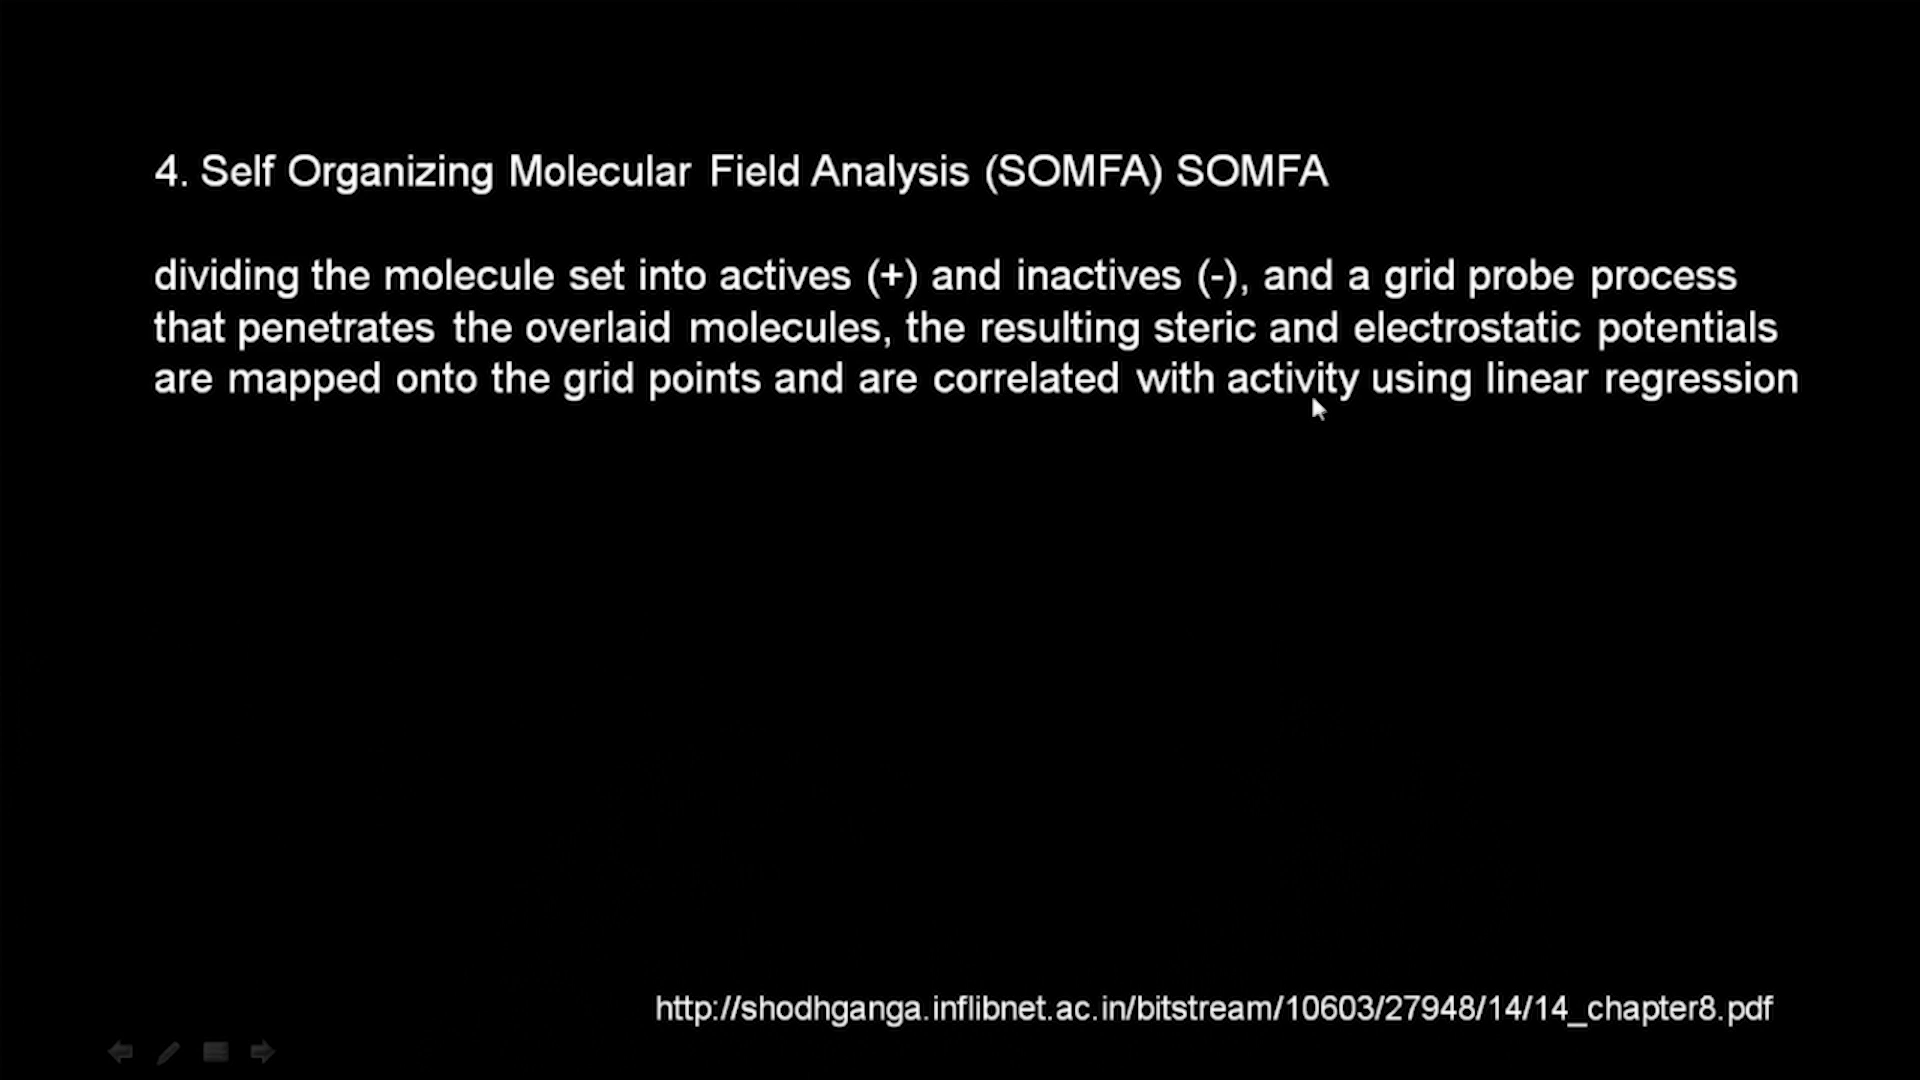 4. Self Organizing Molecular Field Analysis (SOMFA) SOMFA
dividing the molecule set into actives (+) and inactives (-), and a grid probe process
that penetrates the overlaid molecules, the resulting steric and electrostatic potentials
are mapped onto the grid points and are correlated with activity using linear regression
http://shodhganga.inflibnet.ac.in/bitstream/10603/27948/14/14_chapter8.pdf